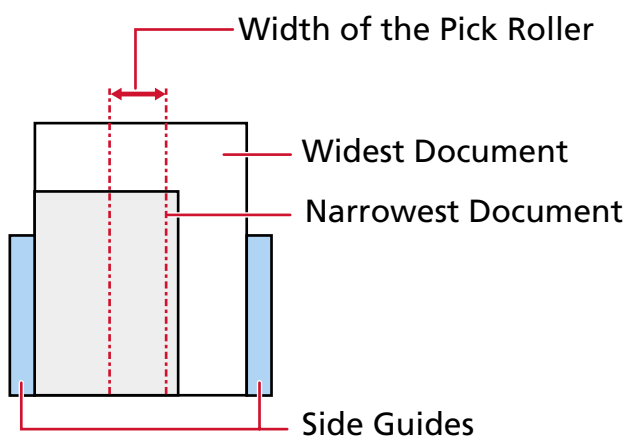 Width of the Pick Roller
Widest Document
Narrowest Document
Side Guides